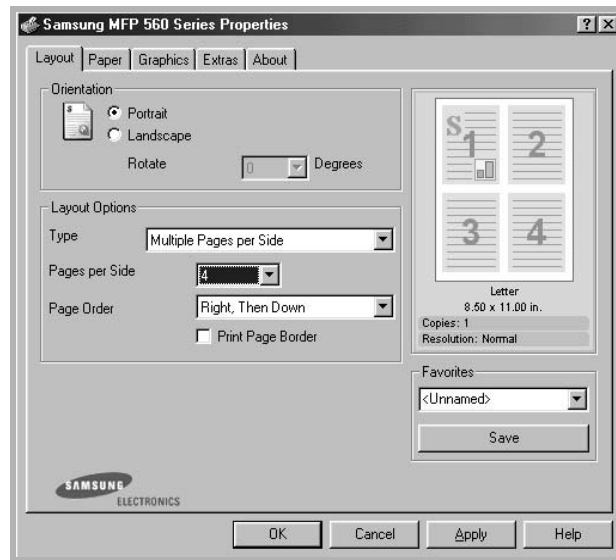 Samsung MFP 560 Series Properties
Layout Paper Graphics Extras About
Orientation
S
Portrait
Landscape
Rotate 0 Degrees
Layout Options
Type Multiple Pages per Side
Pages per Side 4
Page Order Right, Then Down
Print Page Border
S 1 2
3 4
Letter
8.50 x 11.00 in.
Copies: 1
Resolution: Normal
Favorites
<Unnamed>
Save
SAMSUNG
ELECTRONICS
OK Cancel Apply Help